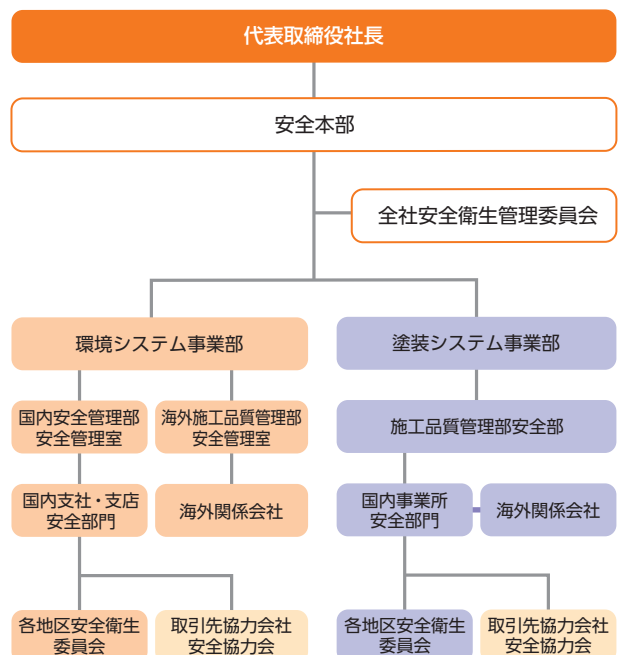 代表取締役社長
安全本部
全社安全衛生管理委員会
環境システム事業部
塗装システム事業部
国内安全管理部
安全管理室
海外施工品質管理部
安全管理室
施工品質管理部安全部
国内支社・支店
安全部門
海外関係会社
国内事業所
安全部門
海外関係会社
各地区安全衛生
委員会
取引先協力会社
安全協力会
各地区安全衛生
委員会
取引先協力会社
安全協力会